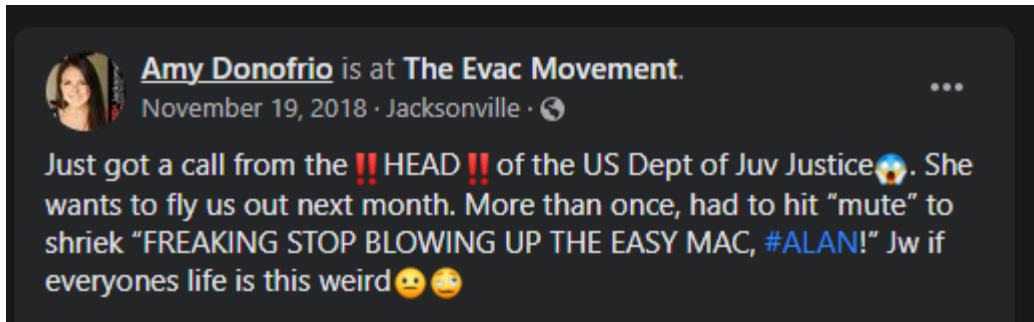 Amy Donofrio is at The Evac Movement.
November 19, 2018 · Jacksonville ·
Just got a call from the ‼️HEAD‼️ of the US Dept of Juv Justice😱. She
wants to fly us out next month. More than once, had to hit “mute” to
shriek “FREAKING STOP BLOWING UP THE EASY MAC, #ALAN!” Jw if
everyones life is this weird😐😳